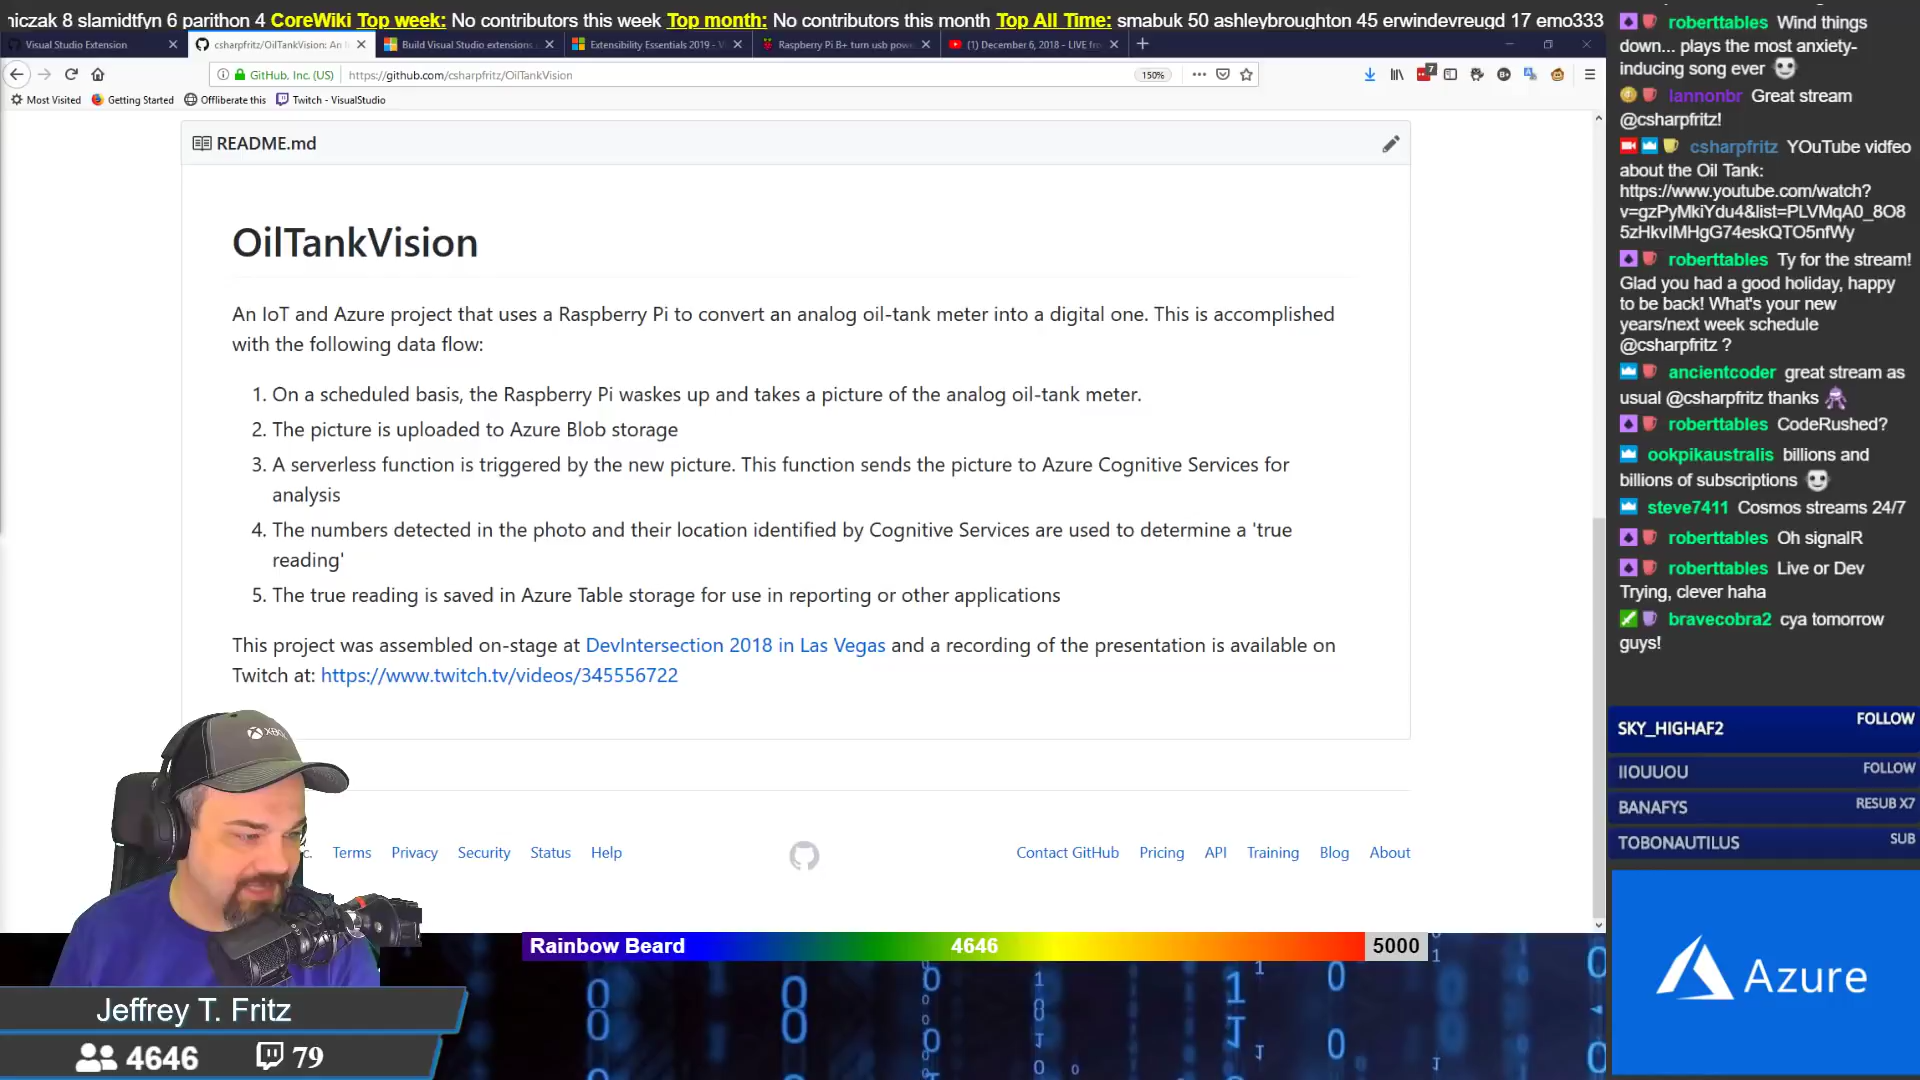 niczak 8 slamidtfyn 6 parithon 4 CoreWiki Top week: No contributors this week Top month: No contributors this month Top All Time: smabuk 50 ashleybroughton 45 erwindevreugd 17 emo333
Visual Studio Extension
csharpfritz/OilTankVision: An I
Build Visual Studio extensions
Extensibility Essentials 2019 - V
Raspberry Pi B+ turn usb powe
(1) December 6, 2018 - LIVE fr
GitHub, Inc. (US)
https://github.com/csharpfritz/OilTankVision
150%
7
Most Visited
Getting Started
Offliberate this
Twitch - VisualStudio
README.md
OilTankVision
An IoT and Azure project that uses a Raspberry Pi to convert an analog oil-tank meter into a digital one. This is accomplished
with the following data flow:
1. On a scheduled basis, the Raspberry Pi waskes up and takes a picture of the analog oil-tank meter.
2. The picture is uploaded to Azure Blob storage
3. A serverless function is triggered by the new picture. This function sends the picture to Azure Cognitive Services for
analysis
4. The numbers detected in the photo and their location identified by Cognitive Services are used to determine a 'true
reading'
5. The true reading is saved in Azure Table storage for use in reporting or other applications
This project was assembled on-stage at DevIntersection 2018 in Las Vegas and a recording of the presentation is available on
Twitch at: https://www.twitch.tv/videos/345556722
c. Terms Privacy Security Status Help
Contact GitHub Pricing API Training Blog About
XBOX
Rainbow Beard 4646 5000
Jeffrey T. Fritz
4646 79
roberttables Wind things
down... plays the most anxiety-
inducing song ever
lannonbr Great stream
@csharpfritz!
csharpfritz YOuTube vidfeo
about the Oil Tank:
https://www.youtube.com/watch?
v=gzPyMkiYdu4&list=PLVMqA0_8O8
5zHkvIMHgG74eskQTO5nfWy
roberttables Ty for the stream!
Glad you had a good holiday, happy
to be back! What's your new
years/next week schedule
@csharpfritz ?
ancientcoder great stream as
usual @csharpfritz thanks
roberttables CodeRushed?
ookpikaustralis billions and
billions of subscriptions
steve7411 Cosmos streams 24/7
roberttables Oh signalR
roberttables Live or Dev
Trying, clever haha
bravecobra2 cya tomorrow
guys!
SKY_HIGHAF2 FOLLOW
IIOUUOU FOLLOW
BANAFYS RESUB X7
TOBONAUTILUS SUB
Azure